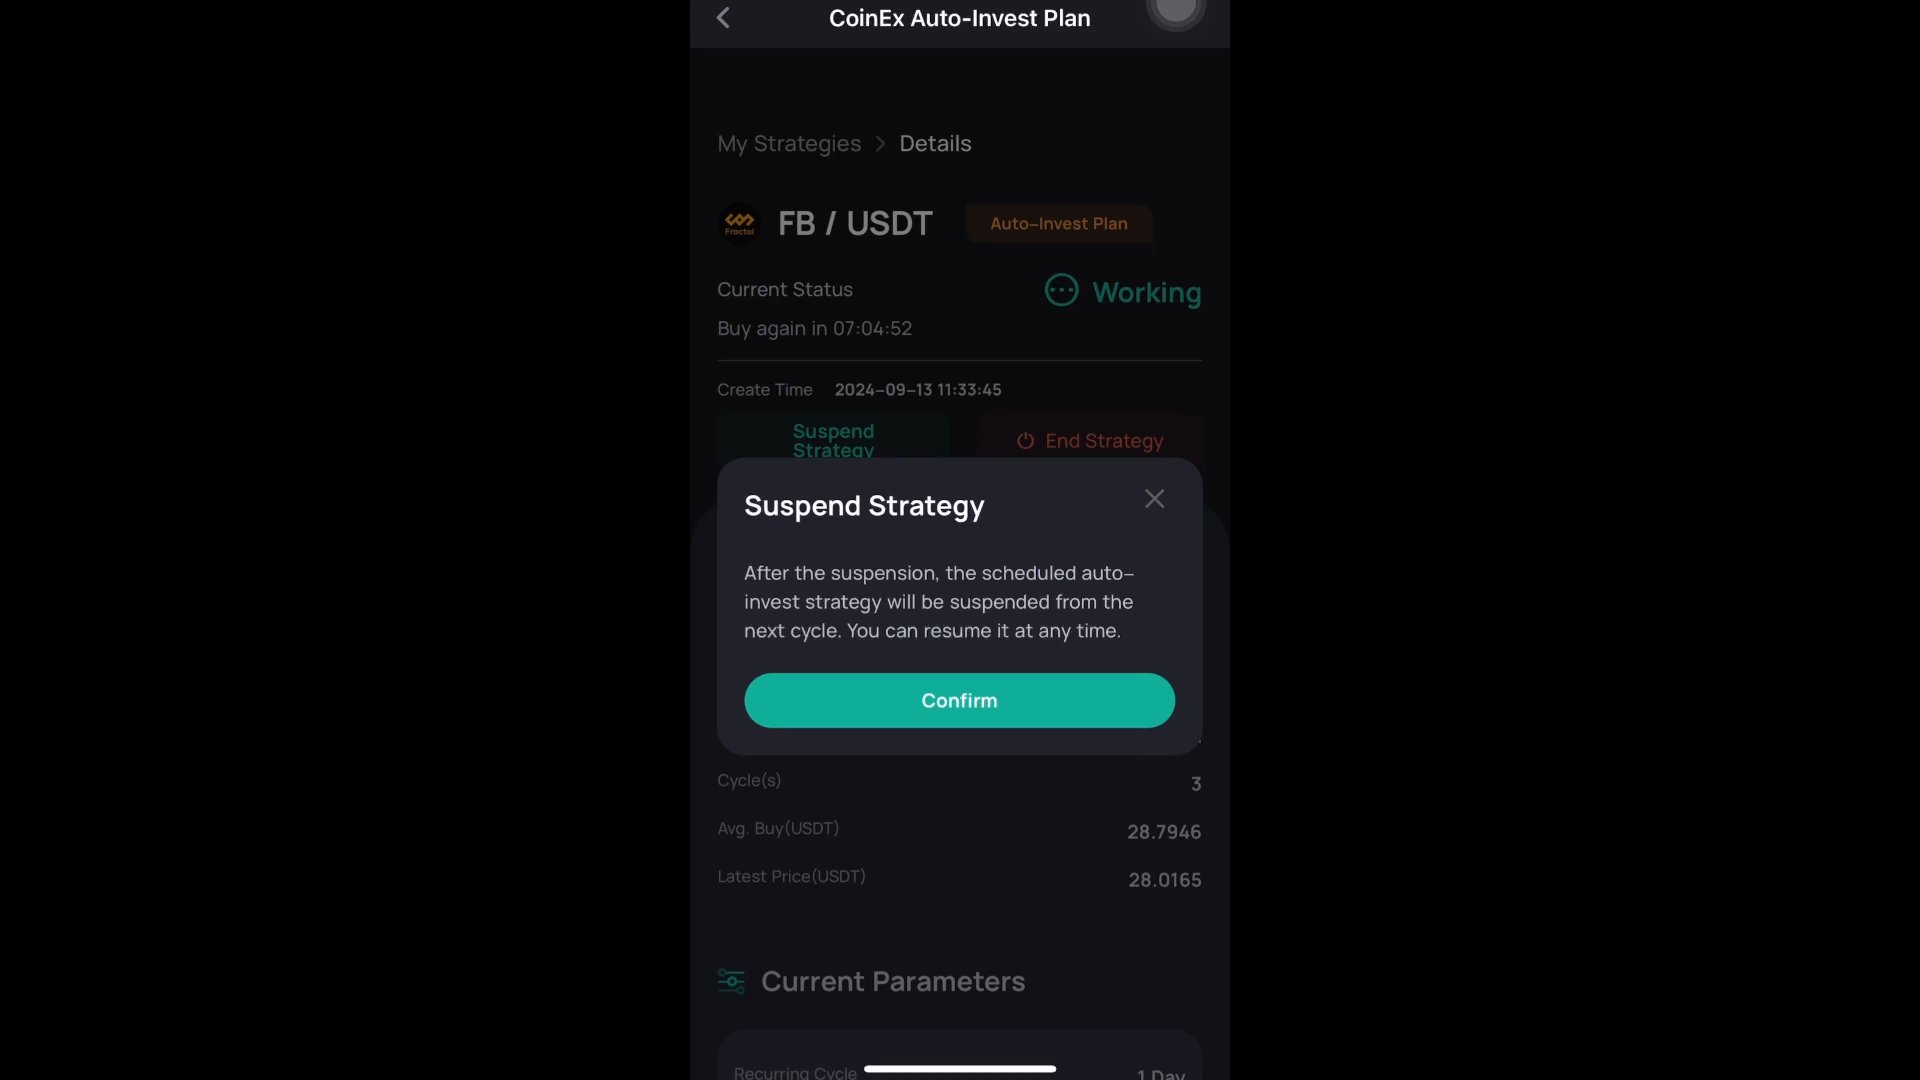 CoinEx Auto-Invest Plan
My Strategies > Details
Fractal
FB / USDT
Auto-Invest Plan
Current Status
Working
Buy again in 07:04:52
Create Time 2024-09-13 11:33:45
Suspend
Strategy
End Strategy
Suspend Strategy
After the suspension, the scheduled auto-
invest strategy will be suspended from the
next cycle. You can resume it at any time.
Confirm
Cycle(s) 3
Avg. Buy(USDT) 28.7946
Latest Price(USDT) 28.0165
Current Parameters
Recurring Cycle 1 Day